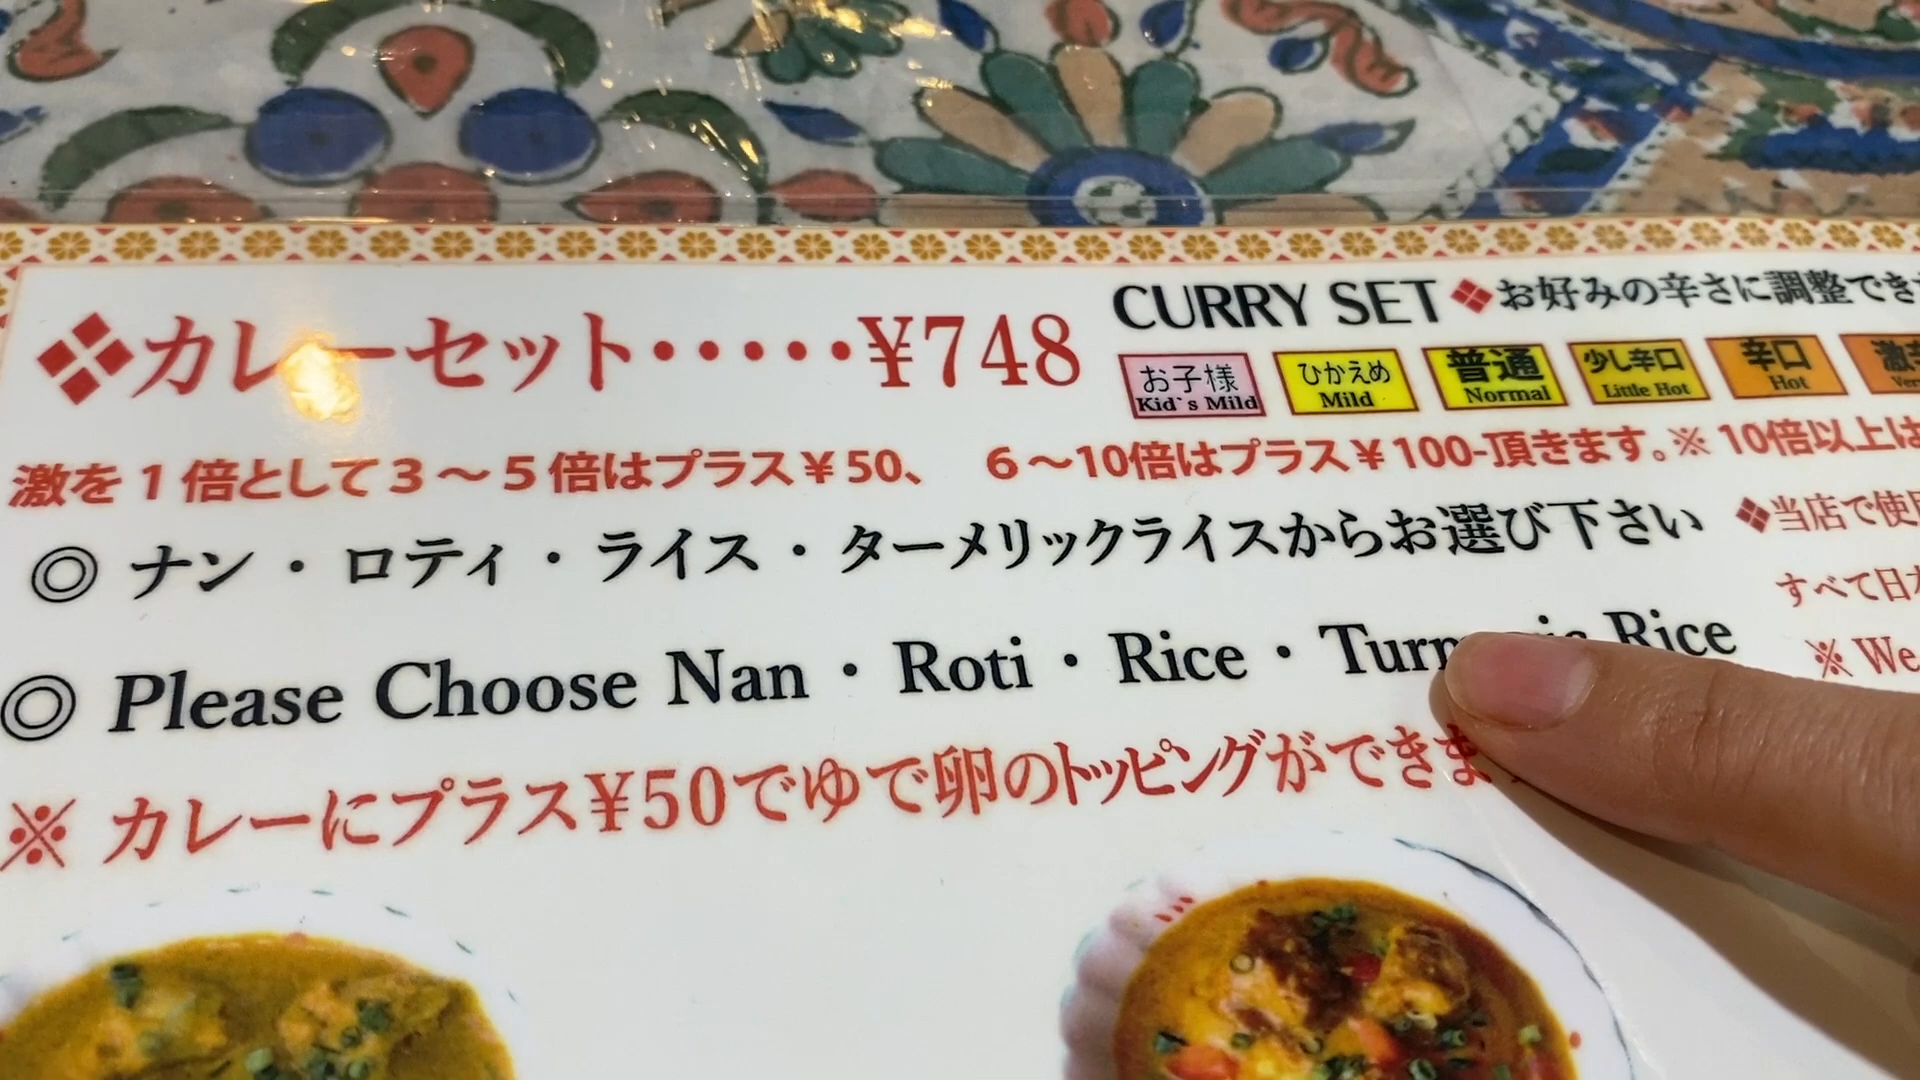 ❖カレーセット・・・・・¥748
CURRY SET ❖お好みの辛さに調整でき
お子様 ひかえめ 普通 少し辛口 辛口
Kid`s Mild Mild Normal Little Hot Hot
激を1倍として3～5倍はプラス¥50、 6～10倍はプラス¥100-頂きます。※ 10倍以上は
◎ ナン・ロティ・ライス・ターメリックライスからお選び下さい
❖当店で使用
すべて日本
◎ Please Choose Nan・Roti・Rice・ Rice
※ We
※ カレーにプラス¥50でゆで卵のトッピングができま